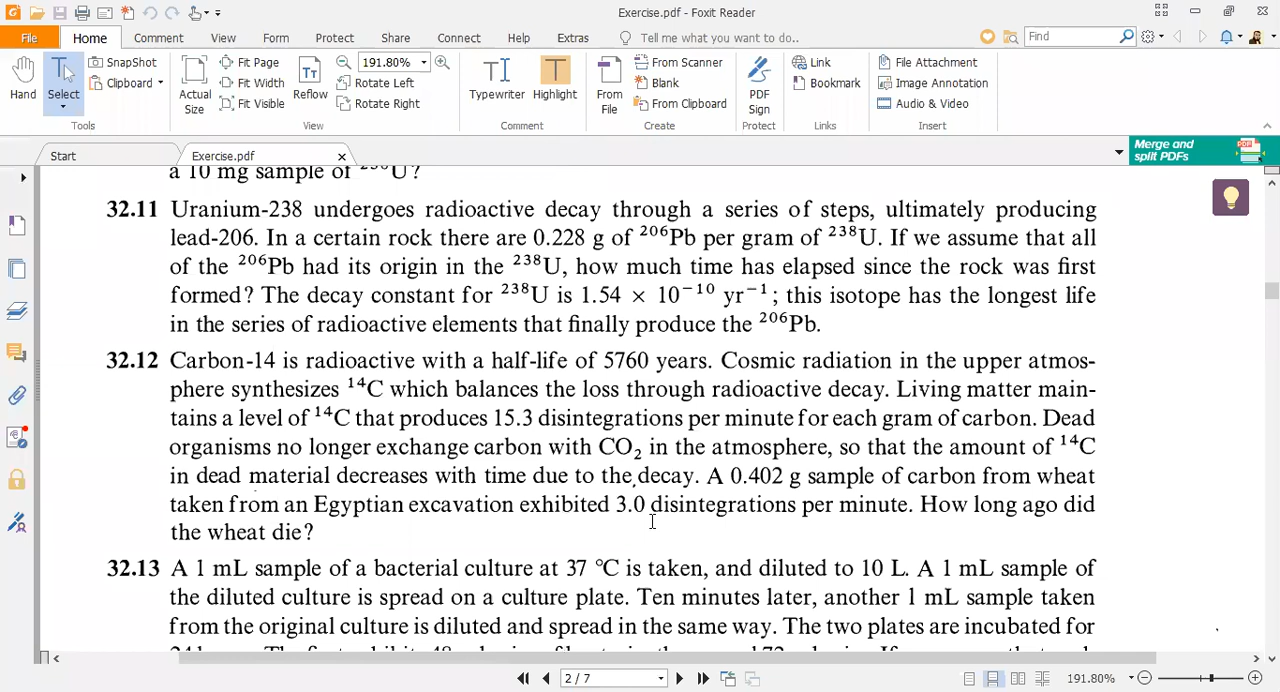 Exercise.pdf - Foxit Reader
File Home Comment View Form Protect Share Connect Help Extras Tell me what you want to do.. Find
Hand Select SnapShot Clipboard Actual Size Fit Page Fit Width Fit Visible Reflow 191.80% Rotate Left Rotate Right Typewriter Highlight From File From Scanner Blank From Clipboard PDF Sign Link Bookmark File Attachment Image Annotation Audio & Video
Tools View Comment Create Protect Links Insert
Start Exercise.pdf Merge and split PDFs
a 10 mg sample of ²³⁸U?
32.11 Uranium-238 undergoes radioactive decay through a series of steps, ultimately producing
lead-206. In a certain rock there are 0.228 g of ²⁰⁶Pb per gram of ²³⁸U. If we assume that all
of the ²⁰⁶Pb had its origin in the ²³⁸U, how much time has elapsed since the rock was first
formed? The decay constant for ²³⁸U is 1.54 × 10⁻¹⁰ yr⁻¹; this isotope has the longest life
in the series of radioactive elements that finally produce the ²⁰⁶Pb.
32.12 Carbon-14 is radioactive with a half-life of 5760 years. Cosmic radiation in the upper atmos-
phere synthesizes ¹⁴C which balances the loss through radioactive decay. Living matter main-
tains a level of ¹⁴C that produces 15.3 disintegrations per minute for each gram of carbon. Dead
organisms no longer exchange carbon with CO₂ in the atmosphere, so that the amount of ¹⁴C
in dead material decreases with time due to the decay. A 0.402 g sample of carbon from wheat
taken from an Egyptian excavation exhibited 3.0 disintegrations per minute. How long ago did
the wheat die?
32.13 A 1 mL sample of a bacterial culture at 37 °C is taken, and diluted to 10 L. A 1 mL sample of
the diluted culture is spread on a culture plate. Ten minutes later, another 1 mL sample taken
from the original culture is diluted and spread in the same way. The two plates are incubated for
2 / 7 191.80%